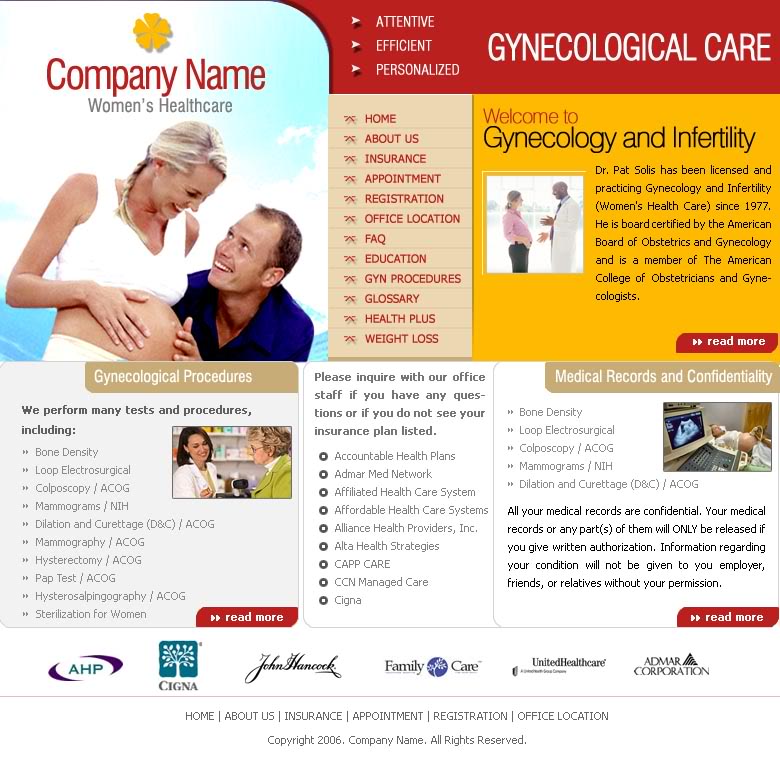 Company Name
Women's Healthcare
ATTENTIVE
EFFICIENT
PERSONALIZED
GYNECOLOGICAL CARE
HOME
ABOUT US
INSURANCE
APPOINTMENT
REGISTRATION
OFFICE LOCATION
FAQ
EDUCATION
GYN PROCEDURES
GLOSSARY
HEALTH PLUS
WEIGHT LOSS
Welcome to
Gynecology and Infertility
Dr. Pat Solis has been licensed and
practicing Gynecology and Infertility
(Women's Health Care) since 1977.
He is board certified by the American
Board of Obstetrics and Gynecology
and is a member of The American
College of Obstetricians and Gyne-
cologists.
read more
Gynecological Procedures
We perform many tests and procedures,
including:
Bone Density
Loop Electrosurgical
Colposcopy / ACOG
Mammograms / NIH
Dilation and Curettage (D&C) / ACOG
Mammography / ACOG
Hysterectomy / ACOG
Pap Test / ACOG
Hysterosalpingography / ACOG
Sterilization for Women
read more
Please inquire with our office
staff if you have any ques-
tions or if you do not see your
insurance plan listed.
Accountable Health Plans
Admar Med Network
Affiliated Health Care System
Affordable Health Care Systems
Alliance Health Providers, Inc.
Alta Health Strategies
CAPP CARE
CCN Managed Care
Cigna
Medical Records and Confidentiality
Bone Density
Loop Electrosurgical
Colposcopy / ACOG
Mammograms / NIH
Dilation and Curettage (D&C) / ACOG
All your medical records are confidential. Your medical
records or any part(s) of them will ONLY be released if
you give written authorization. Information regarding
your condition will not be given to you employer,
friends, or relatives without your permission.
read more
AHP
CIGNA
John Hancock
Family Care
UnitedHealthcare
A UnitedHealth Group Company
ADMAR
CORPORATION
HOME | ABOUT US | INSURANCE | APPOINTMENT | REGISTRATION | OFFICE LOCATION
Copyright 2006. Company Name. All Rights Reserved.